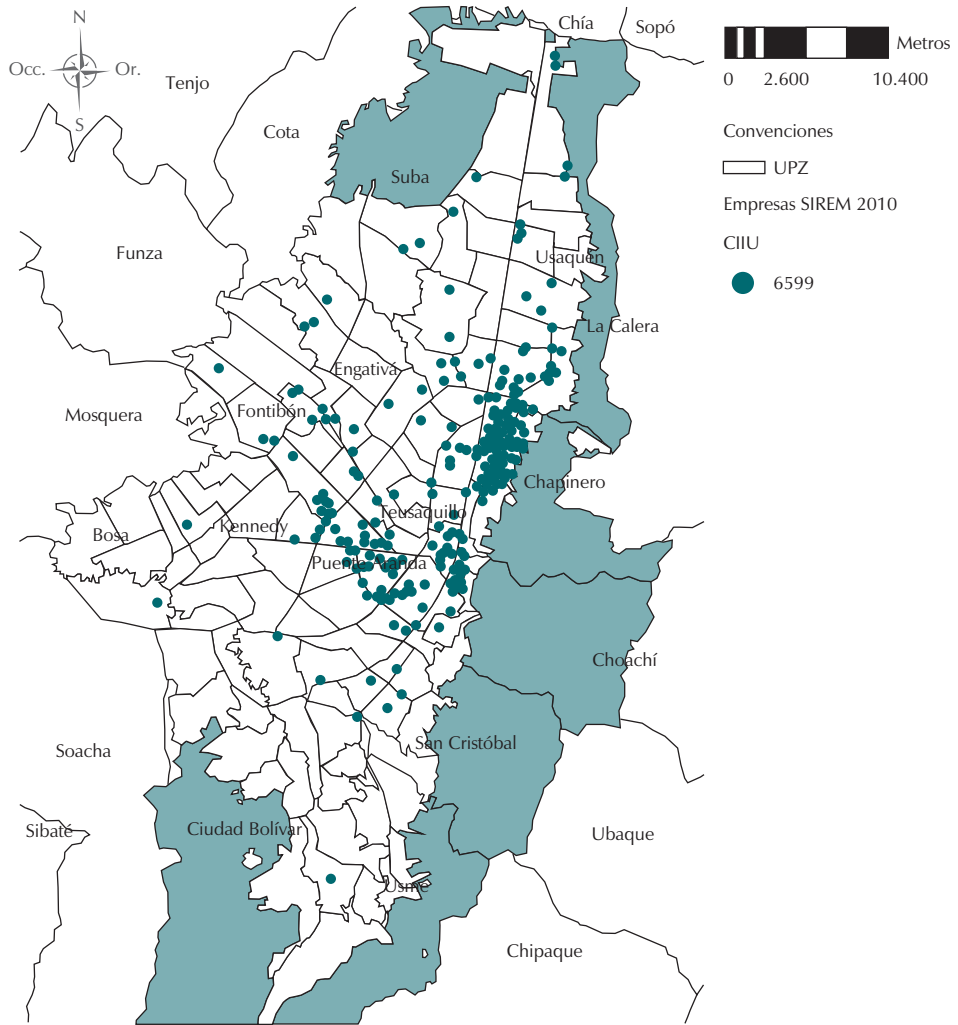 N
Occ. Or.
S
Chía
Sopó
Tenjo
Cota
Suba
Funza
Usaquén
La Calera
Engativá
Mosquera
Fontibón
Chapinero
Teusaquillo
Kennedy
Bosa
Puente Aranda
Choachí
San Cristóbal
Soacha
Ciudad Bolívar
Sibaté
Ubaque
Usme
Chipaque
Metros
0 2.600 10.400
Convenciones
UPZ
Empresas SIREM 2010
CIIU
6599